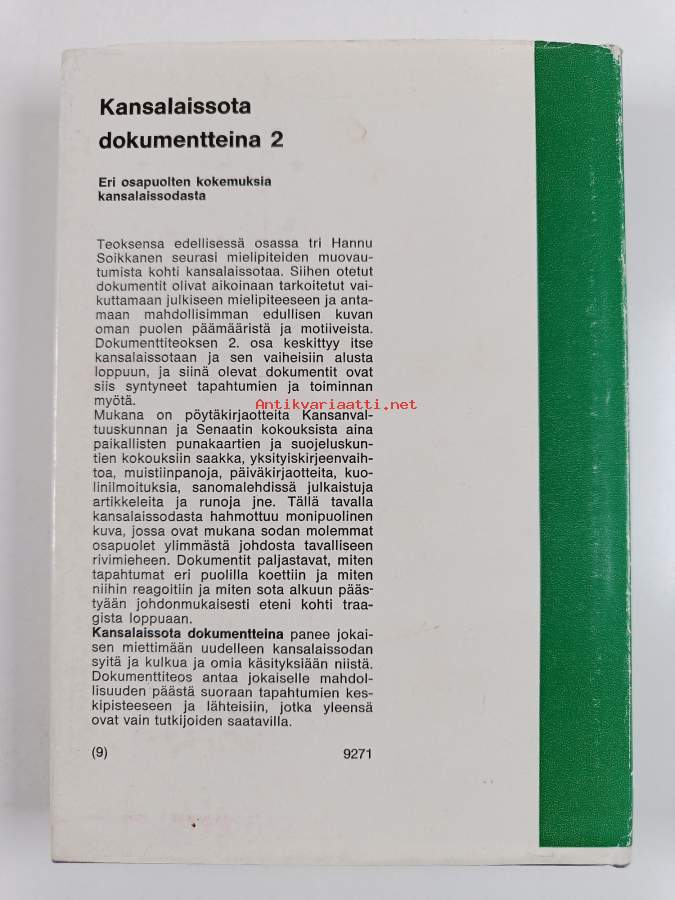 Kansalaissota
dokumentteina 2
Eri osapuolten kokemuksia
kansalaissodasta
Teoksensa edellisessä osassa tri Hannu
Soikkanen seurasi mielipiteiden muovau-
tumista kohti kansalaissotaa. Siihen otetut
dokumentit olivat aikoinaan tarkoitetut vai-
kuttamaan julkiseen mielipiteeseen ja anta-
maan mahdollisimman edullisen kuvan
oman puolen päämääristä ja motiiveista.
Dokumenttiteoksen 2. osa keskittyy itse
kansalaissotaan ja sen vaiheisiin alusta
loppuun, ja siinä olevat dokumentit ovat
siis syntyneet tapahtumien ja toiminnan
myötä.
Antikvariaatti.net
Mukana on pöytäkirjaotteita Kansanval-
tuuskunnan ja Senaatin kokouksista aina
paikallisten punakaartien ja suojeluskun-
tien kokouksiin saakka, yksityiskirjeenvaih-
toa, muistiinpanoja, päiväkirjaotteita, kuo-
linilmoituksia, sanomalehdissä julkaistuja
artikkeleita ja runoja jne. Tällä tavalla
kansalaissodasta hahmottuu monipuolinen
kuva, jossa ovat mukana sodan molemmat
osapuolet ylimmästä johdosta tavalliseen
rivimieheen. Dokumentit paljastavat, miten
tapahtumat eri puolilla koettiin ja miten
niihin reagoitiin ja miten sota alkuun pääs-
tyään johdonmukaisesti eteni kohti traa-
gista loppuaan.
Kansalaissota dokumentteina panee jokai-
sen miettimään uudelleen kansalaissodan
syitä ja kulkua ja omia käsityksiään niistä.
Dokumenttiteos antaa jokaiselle mahdol-
lisuuden päästä suoraan tapahtumien kes-
kipisteeseen ja lähteisiin, jotka yleensä
ovat vain tutkijoiden saatavilla.
(9) 9271